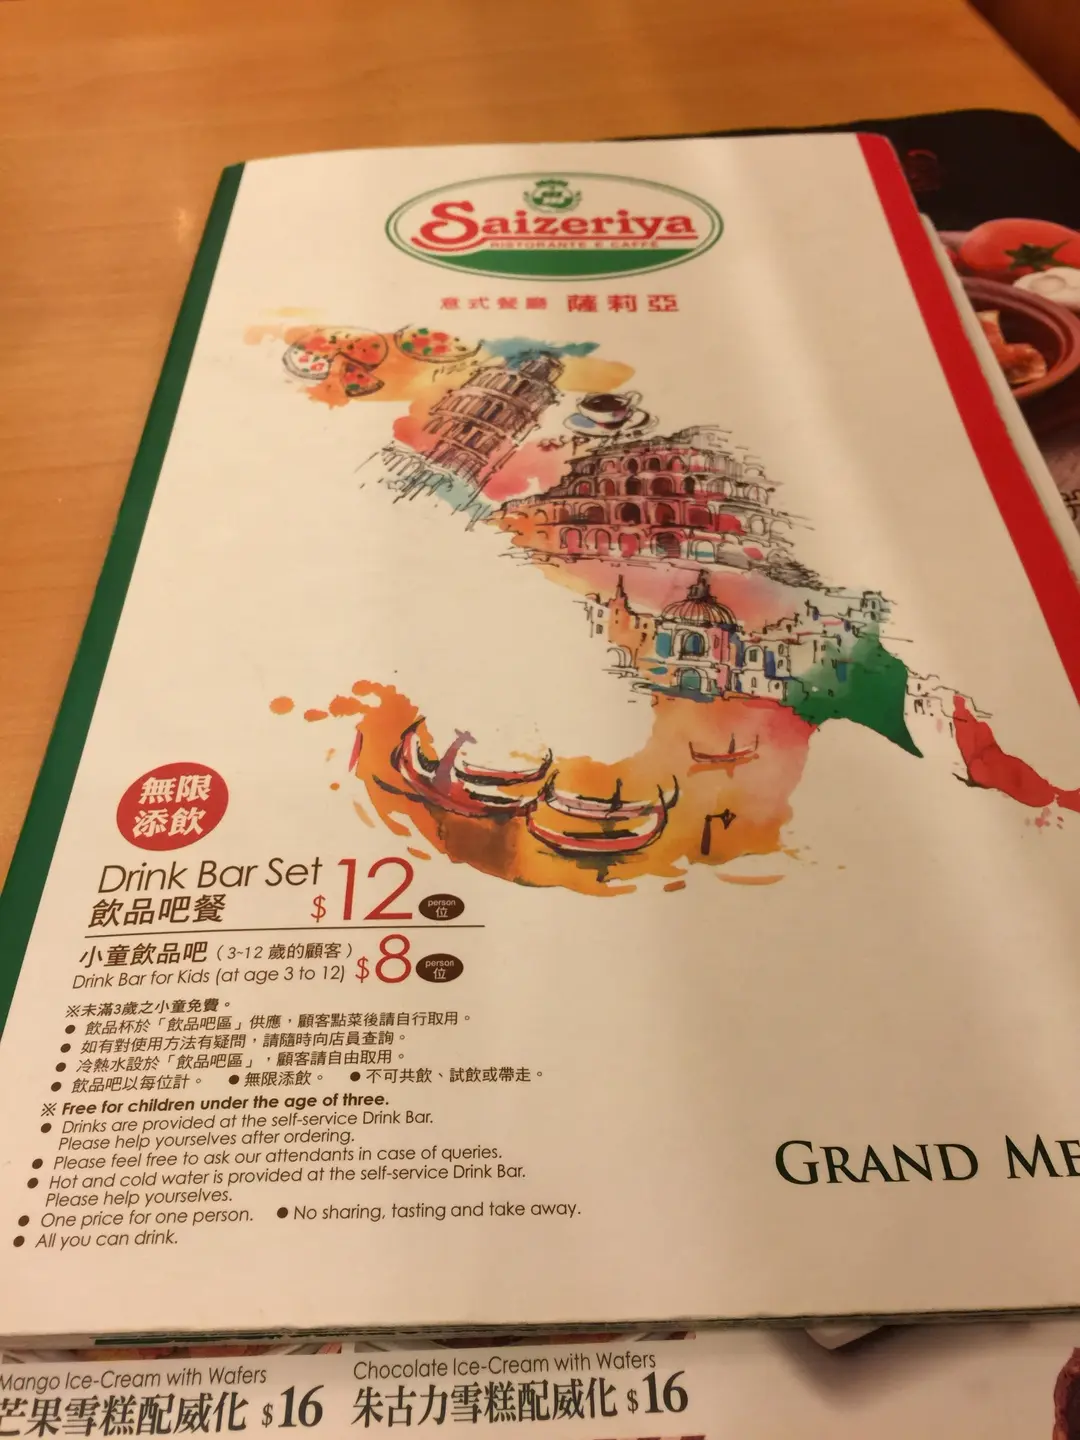 Saizeriya
RISTORANTE E CAFFÈ
意式餐廳 薩莉亞
無限
添飲
Drink Bar Set
飲品吧餐
$12 person
位
小童飲品吧（3~12 歲的顧客）
Drink Bar for Kids (at age 3 to 12)
$8 person
位
※未滿3歲之小童免費。
● 飲品杯於「飲品吧區」供應，顧客點菜後請自行取用。
● 如有對使用方法有疑問，請隨時向店員查詢。
● 冷熱水設於「飲品吧區」，顧客請自由取用。
● 飲品吧以每位計。 ● 無限添飲。 ● 不可共飲、試飲或帶走。
※ Free for children under the age of three.
● Drinks are provided at the self-service Drink Bar.
Please help yourselves after ordering.
● Please feel free to ask our attendants in case of queries.
● Hot and cold water is provided at the self-service Drink Bar.
Please help yourselves.
● One price for one person. ● No sharing, tasting and take away.
● All you can drink.
GRAND ME
Mango Ice-Cream with Wafers
芒果雪糕配威化 $16
Chocolate Ice-Cream with Wafers
朱古力雪糕配威化 $16